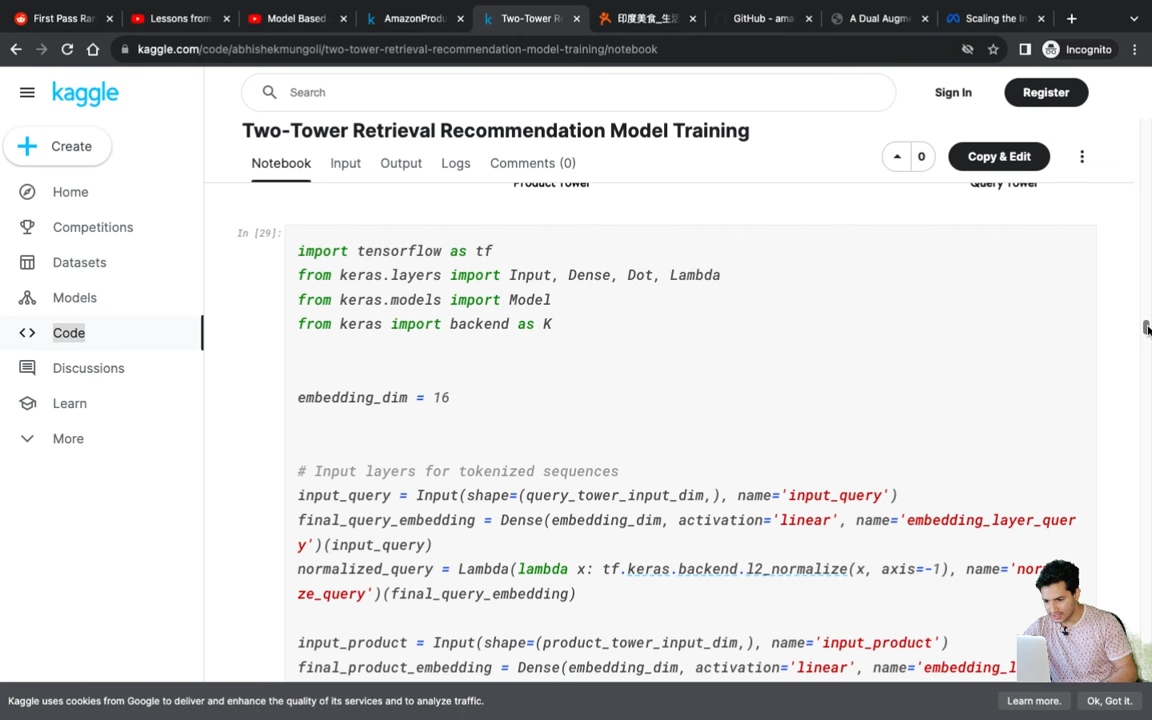 First Pass Ran
Lessons from
Model Based
AmazonProdu
Two-Tower Re
印度美食_生活
GitHub - ama
A Dual Augme
Scaling the In
kaggle.com/code/abhishekmungoli/two-tower-retrieval-recommendation-model-training/notebook
Incognito
kaggle
Search
Sign In
Register
Create
Home
Competitions
Datasets
Models
Code
Discussions
Learn
More
Two-Tower Retrieval Recommendation Model Training
Notebook Input Output Logs Comments (0)
0
Copy & Edit
Product Tower
Query Tower
In [29]:
import tensorflow as tf
from keras.layers import Input, Dense, Dot, Lambda
from keras.models import Model
from keras import backend as K
embedding_dim = 16
# Input layers for tokenized sequences
input_query = Input(shape=(query_tower_input_dim,), name='input_query')
final_query_embedding = Dense(embedding_dim, activation='linear', name='embedding_layer_quer
y')(input_query)
normalized_query = Lambda(lambda x: tf.keras.backend.l2_normalize(x, axis=-1), name='nor
ze_query')(final_query_embedding)
input_product = Input(shape=(product_tower_input_dim,), name='input_product')
final_product_embedding = Dense(embedding_dim, activation='linear', name='embedding_l
Kaggle uses cookies from Google to deliver and enhance the quality of its services and to analyze traffic.
Learn more.
Ok, Got it.